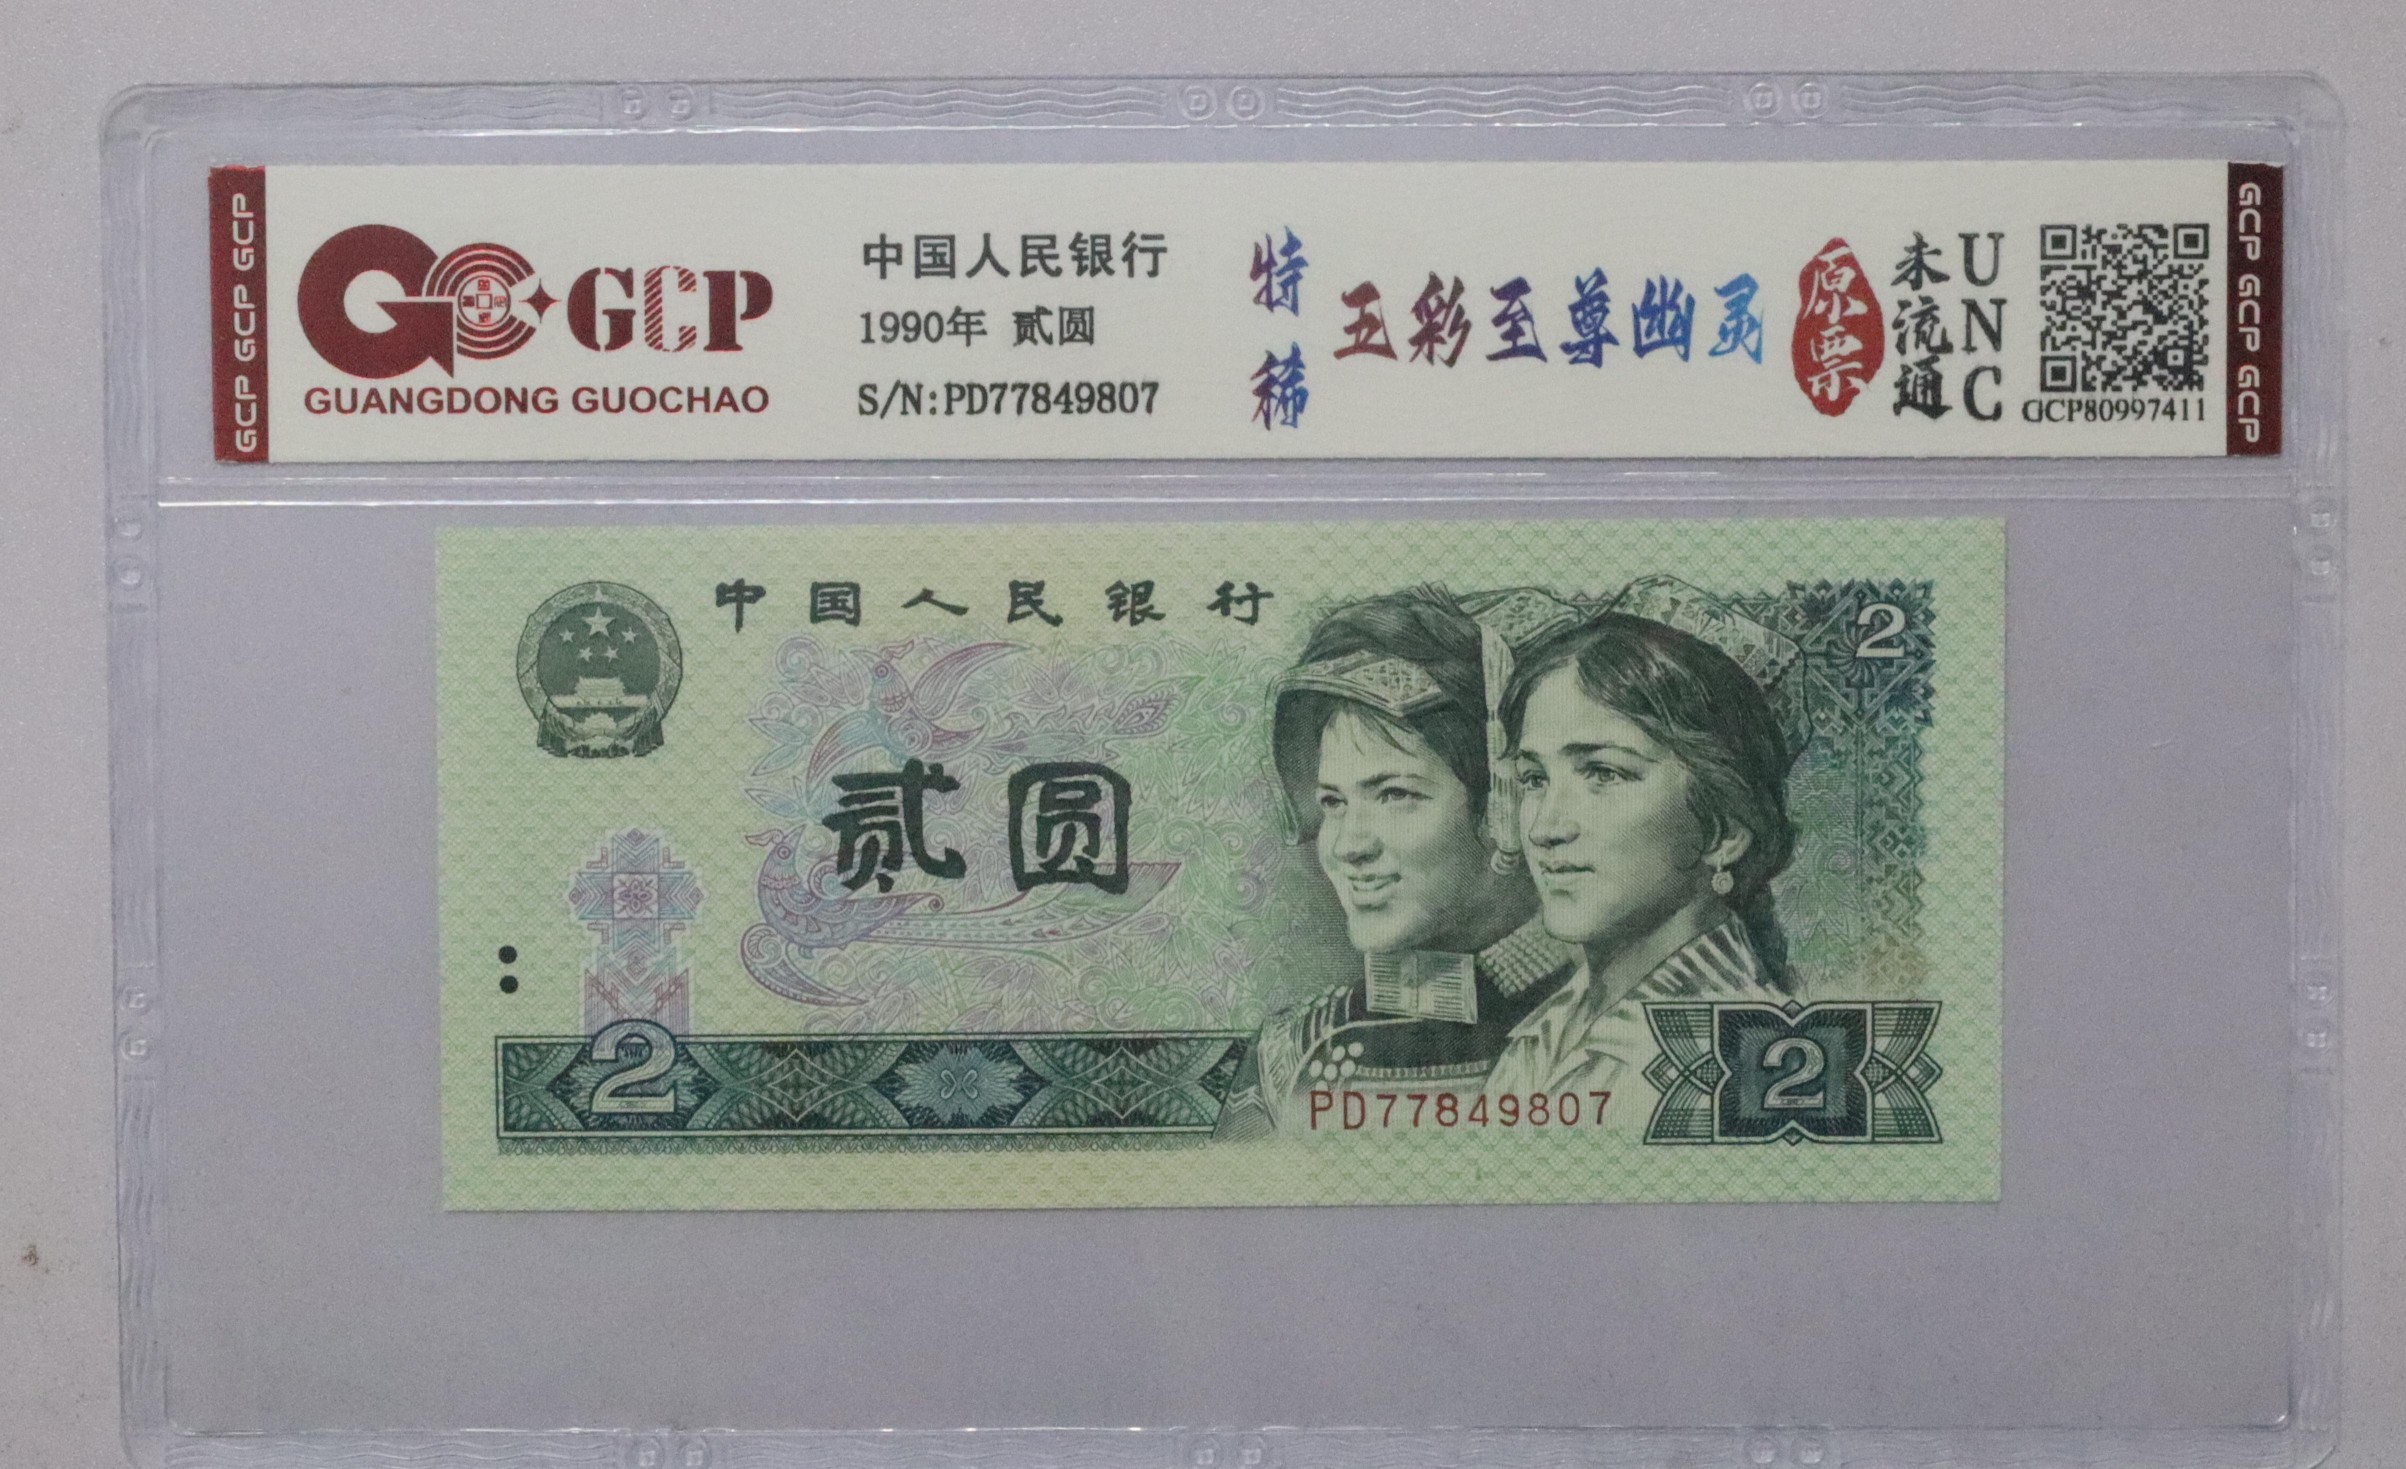 GCP GCP GCP
GCP
GUANGDONG GUOCHAO
中国人民银行
1990年 贰圆
S/N:PD77849807
特稀
五彩至尊幽灵
原票
未流通
UNC
GCP80997411
GCP GCP GCP
中国人民银行
2
贰圆
2
PD77849807
2